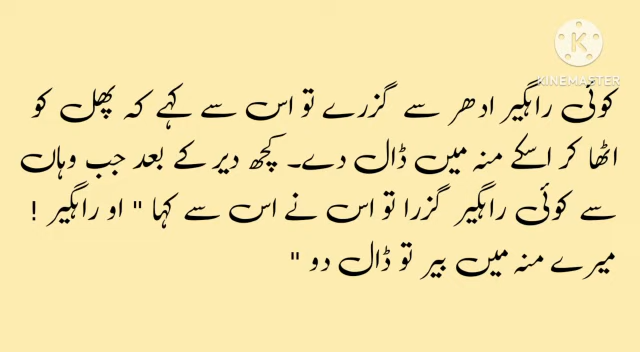 KINEMASTER
کوئی راہگیر ادھر سے گزرے تو اس سے کہے کہ پھل کو
اٹھا کر اسکے منہ میں ڈال دے۔ کچھ دیر کے بعد جب وہاں
سے کوئی راہگیر گزرا تو اس نے اس سے کہا " او راہگیر !
میرے منہ میں بیر تو ڈال دو "